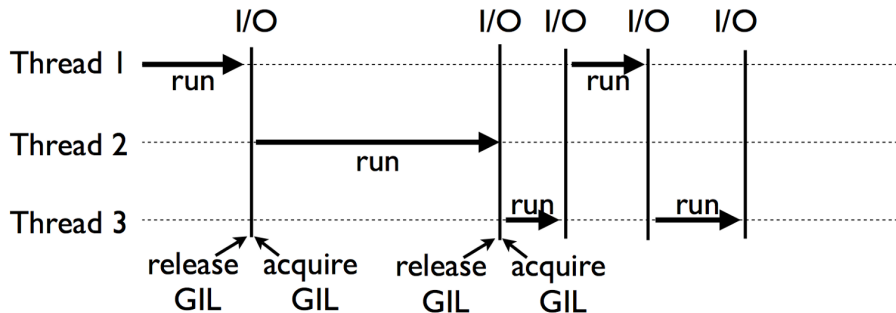 I/O I/O I/O I/O I/O
Thread 1 run run
Thread 2 run
Thread 3 run run
release acquire release acquire
GIL GIL GIL GIL